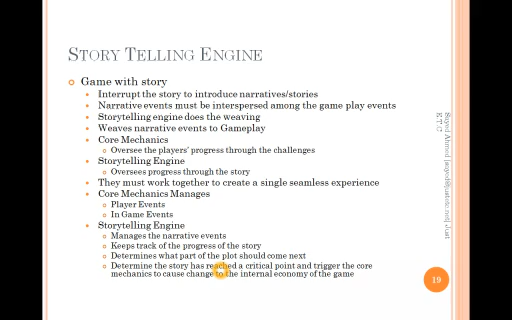 STORY TELLING ENGINE
Game with story
Interrupt the story to introduce narratives/stories
Narrative events must be interspersed among the game play events
Storytelling engine does the weaving
Weaves narrative events to Gameplay
Core Mechanics
Oversee the players' progress through the challenges
Storytelling Engine
Oversees progress through the story
They must work together to create a single seamless experience
Core Mechanics Manages
Player Events
In Game Events
Storytelling Engine
Manages the narrative events
Keeps track of the progress of the story
Determines what part of the plot should come next
Determine the story has reached a critical point and trigger the core
mechanics to cause change to the internal economy of the game
Sayed Ahmed Just
E.T.C
19